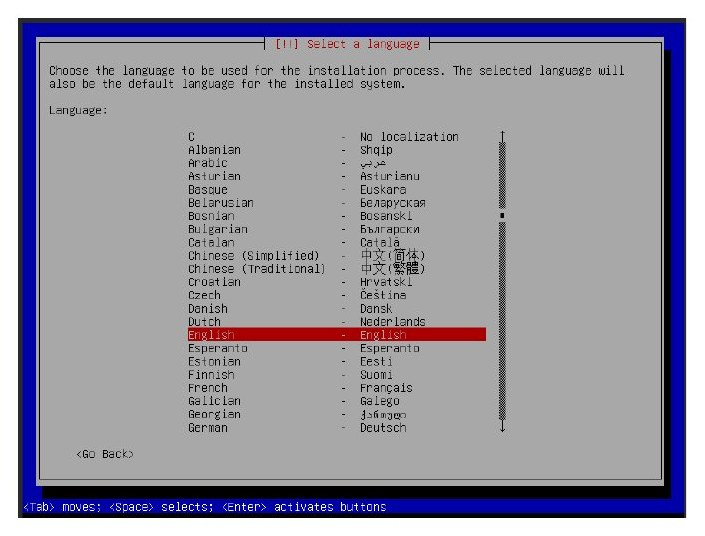 [!!] Select a language
Choose the language to be used for the installation process. The selected language will
also be the default language for the installed system.
Language:
C - No localization
Albanian - Shqip
Arabic - عربي
Asturian - Asturianu
Basque - Euskara
Belarusian - Беларуская
Bosnian - Bosanski
Bulgarian - Български
Catalan - Català
Chinese (Simplified) - 中文(简体)
Chinese (Traditional) - 中文(繁體)
Croatian - Hrvatski
Czech - Čeština
Danish - Dansk
Dutch - Nederlands
English - English
Esperanto - Esperanto
Estonian - Eesti
Finnish - Suomi
French - Français
Galician - Galego
Georgian - ქართული
German - Deutsch
<Go Back>
<Tab> moves; <Space> selects; <Enter> activates buttons